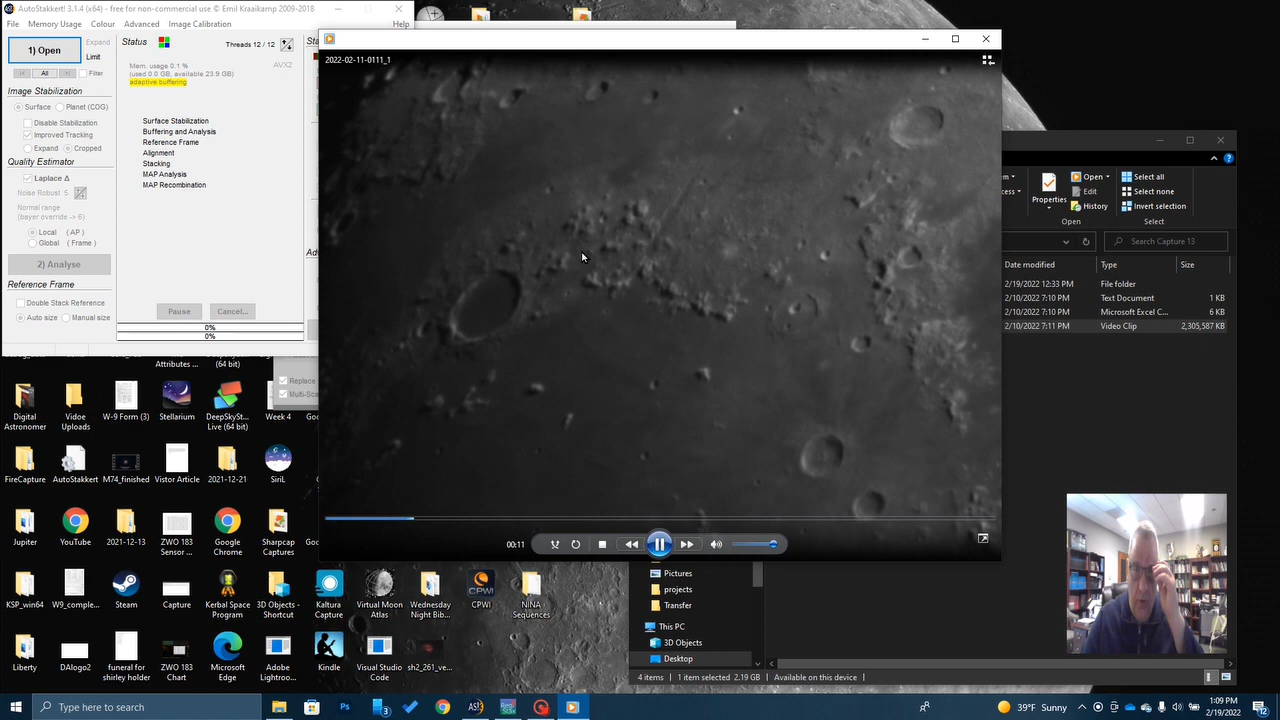 AutoStakkert! 3.1.4 (x64) - free for non-commercial use © Emil Kraaikamp 2009-2018
File Memory Usage Colour Advanced Image Calibration Help
1) Open
Expand
Limit
All
Filter
Image Stabilization
Surface Planet (COG)
Disable Stabilization
Improved Tracking
Expand Cropped
Quality Estimator
Laplace Δ
Noise Robust 5
Normal range
(bayer override -> 6)
Local (AP)
Global (Frame)
2) Analyse
Reference Frame
Double Stack Reference
Auto size Manual size
Status
Threads 12 / 12
Mem. usage 0.1 %
(used 0.0 GB, available 23.9 GB)
AVX2
adaptive buffering
Surface Stabilization
Buffering and Analysis
Reference Frame
Alignment
Stacking
MAP Analysis
MAP Recombination
Pause Cancel...
0%
0%
Replace
2022-02-11-0111_1
00:11
Properties
Open
Edit
History
Open
Select all
Select none
Invert selection
Select
Search Capture 13
Date modified Type Size
2/19/2022 12:33 PM File folder
2/10/2022 7:10 PM 1 KB
2/10/2022 7:10 PM Microsoft Excel C... 6 KB
2/10/2022 7:11 PM Video Clip 2,305,587 KB
Pictures
projects
Transfer
This PC
3D Objects
Desktop
4 items 1 item selected 2.19 GB Available on this device
Attributes ...
(64 bit)
Digital Astronomer
Vidoe Uploads
W-9 Form (3)
Stellarium
DeepSkySt... Live (64 bit)
Week 4
FireCapture
AutoStakkert
M74_finished
Vistor Article
2021-12-21
SiriL
Jupiter
YouTube
2021-12-13
ZWO 183 Sensor ...
Google Chrome
Sharpcap Captures
KSP_win64
W9_comple...
Steam
Capture
Kerbal Space Program
3D Objects - Shortcut
Kaltura Capture
Virtual Moon Atlas
Wednesday Night Bib...
CPWI
NINA Sequences
Liberty
DAlogo2
funeral for shirley holder
ZWO 183 Chart
Microsoft Edge
Adobe Lightroo...
Kindle
sh2_261_ve...
Visual Studio Code
Type here to search
39°F Sunny
1:09 PM
2/19/2022
12